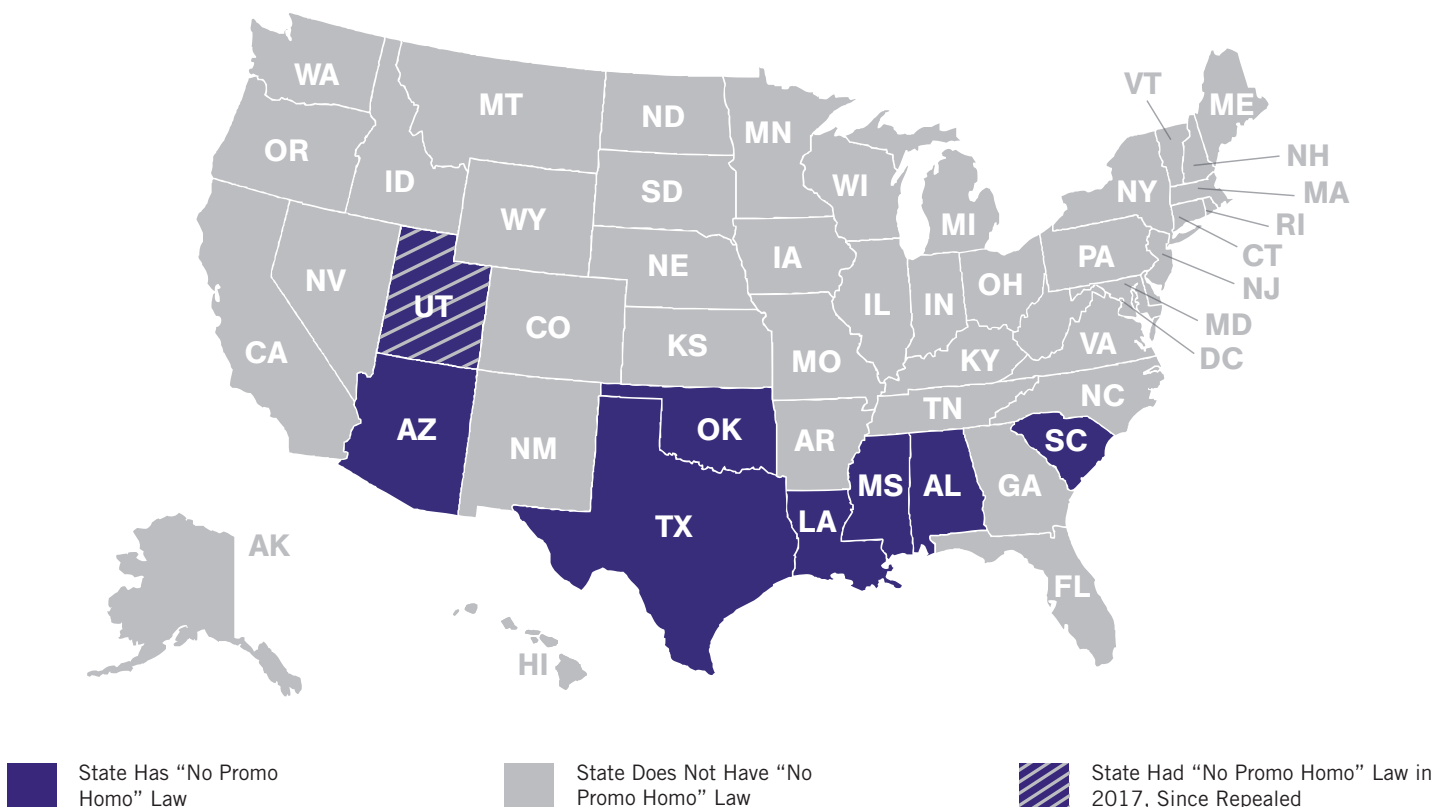 WA
MT
ND
MN
VT
ME
OR
ID
SD
WI
MI
NY
NH
MA
RI
CT
NJ
WY
NV
UT
NE
IA
PA
IL
IN
OH
MD
DC
CA
CO
KS
MO
KY
VA
AZ
NM
OK
AR
TN
NC
SC
TX
LA
MS
AL
GA
FL
AK
HI
State Has “No Promo
Homo” Law
State Does Not Have “No
Promo Homo” Law
State Had “No Promo Homo” Law in
2017, Since Repealed